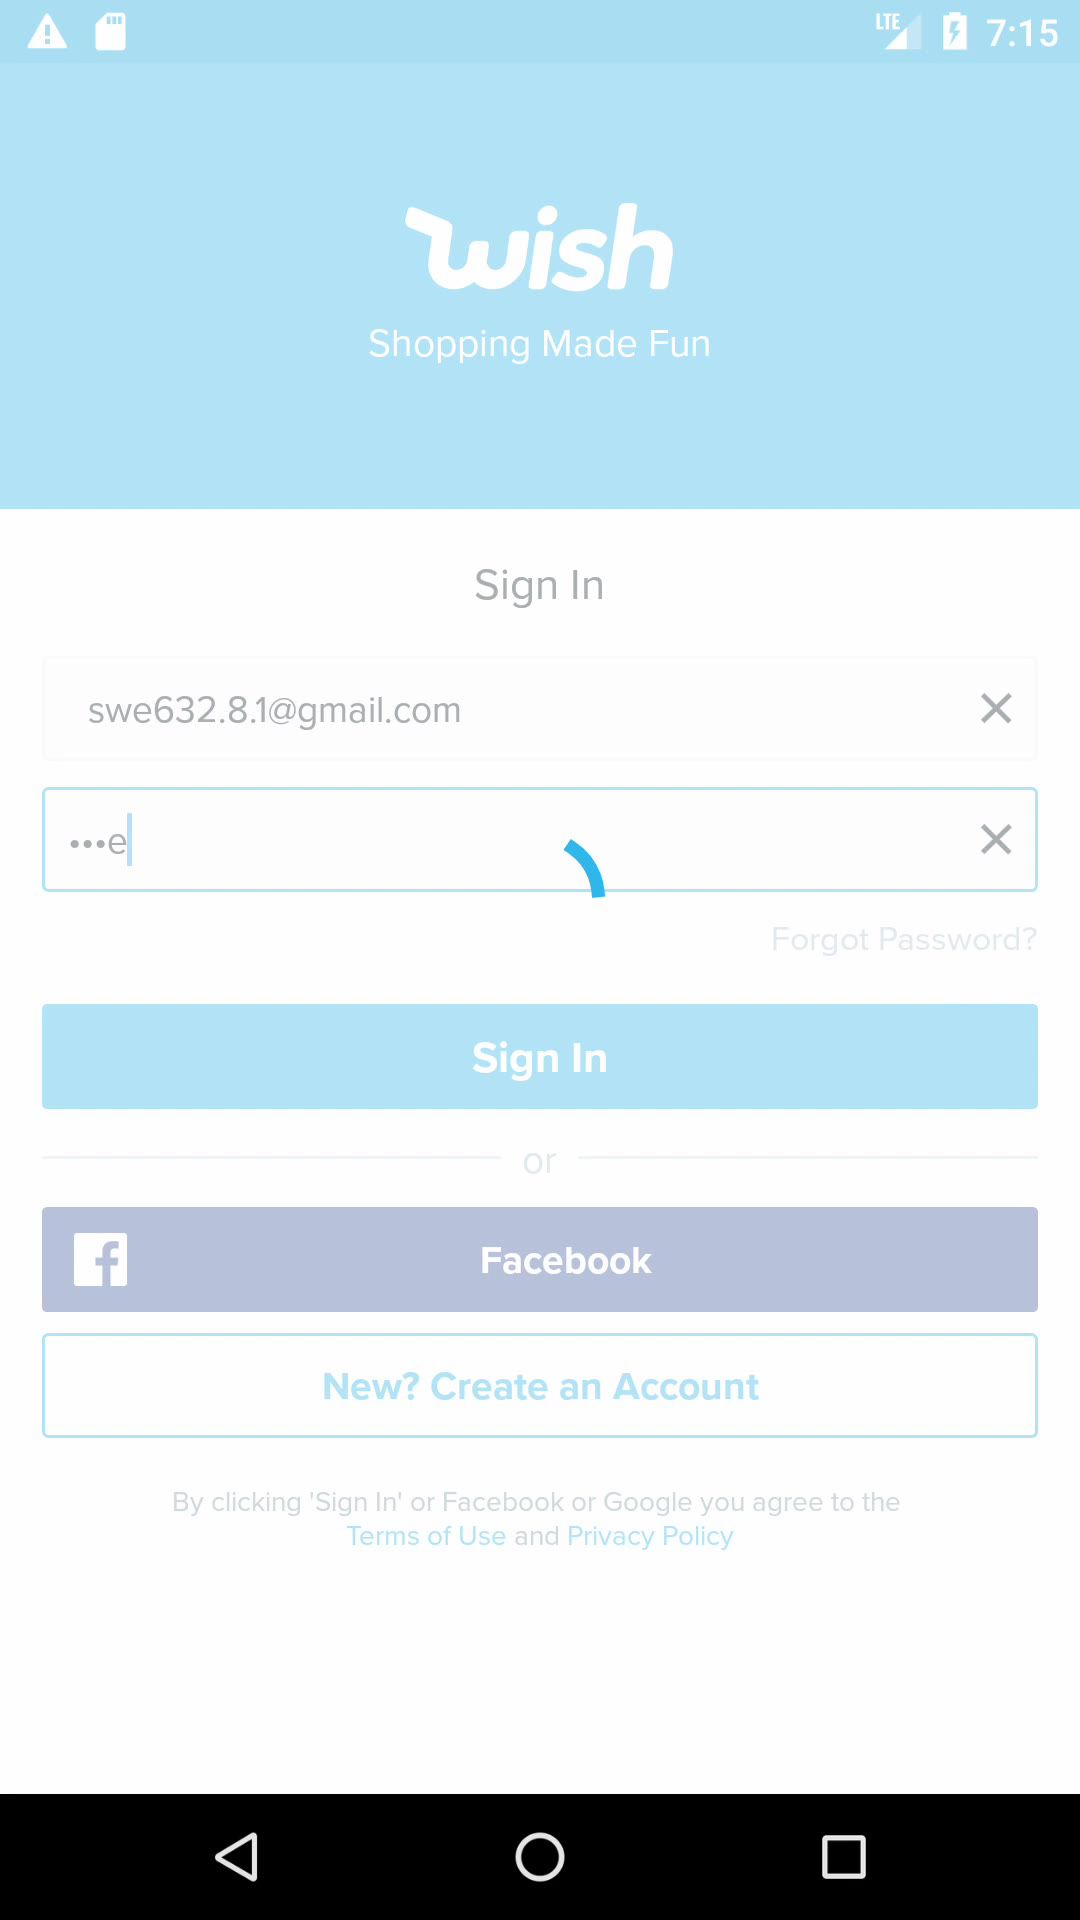 LTE 7:15
wish
Shopping Made Fun
Sign In
swe632.8.1@gmail.com
•••e
Forgot Password?
Sign In
or
Facebook
New? Create an Account
By clicking 'Sign In' or Facebook or Google you agree to the
Terms of Use and Privacy Policy